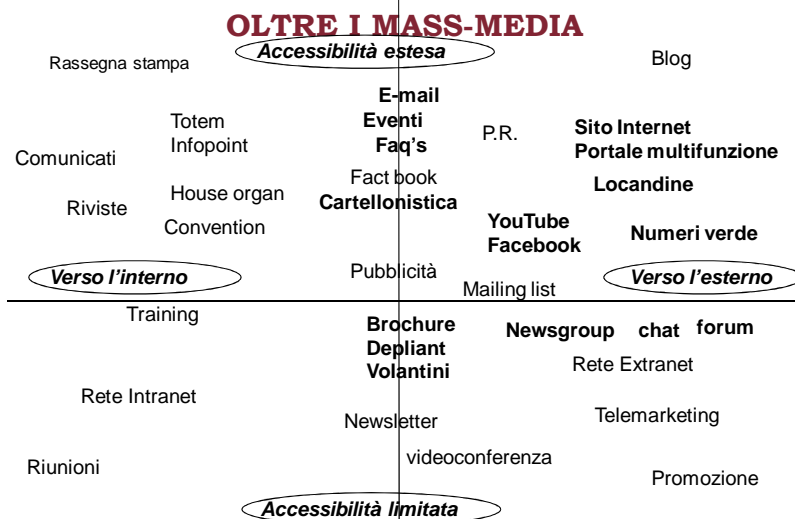 OLTRE I MASS-MEDIA
Accessibilità estesa
Rassegna stampa
Blog
E-mail
Eventi
Faq's
Totem
Infopoint
P.R.
Sito Internet
Portale multifunzione
Comunicati
Fact book
Locandine
House organ
Cartellonistica
Riviste
Convention
YouTube
Facebook
Numeri verde
Verso l'interno
Pubblicità
Mailing list
Verso l'esterno
Training
Brochure
Depliant
Volantini
Newsgroup
chat
forum
Rete Extranet
Rete Intranet
Newsletter
Telemarketing
Riunioni
videoconferenza
Promozione
Accessibilità limitata